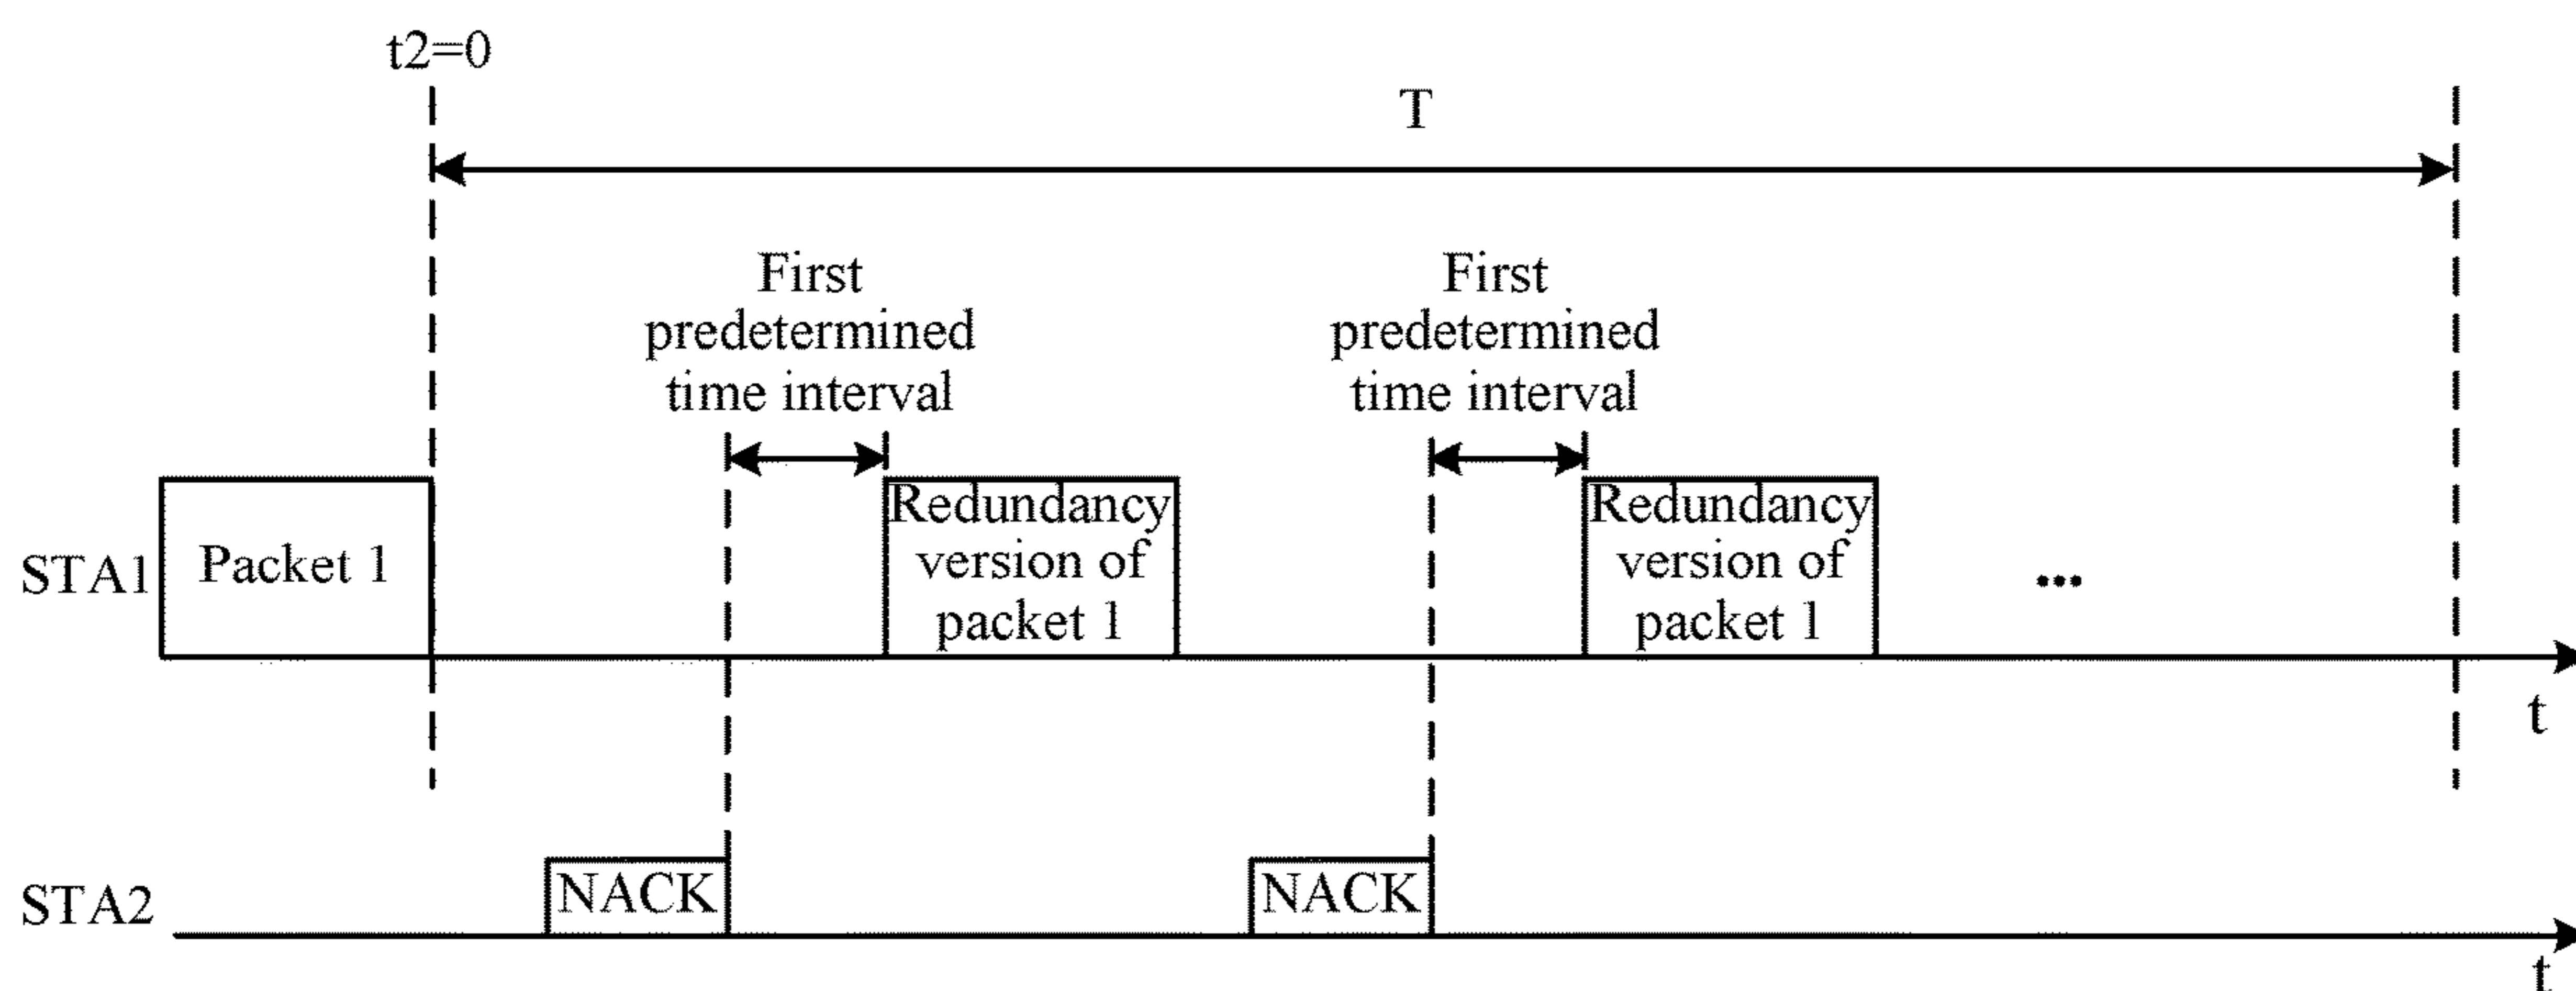 t2=0
T
First
predetermined
time interval
First
predetermined
time interval
STA1
Packet 1
Redundancy
version of
packet 1
Redundancy
version of
packet 1
...
t
STA2
NACK
NACK
t